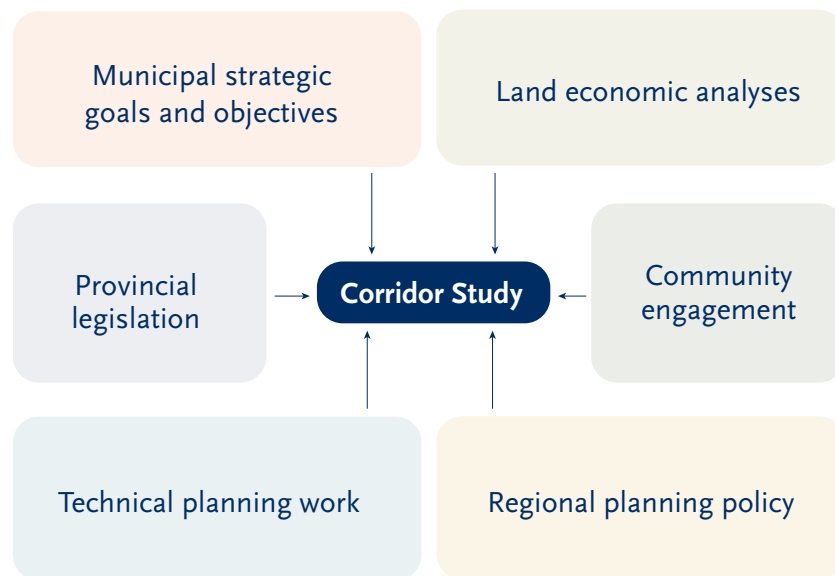 Municipal strategic
goals and objectives
Land economic analyses
Provincial
legislation
Corridor Study
Community
engagement
Technical planning work
Regional planning policy